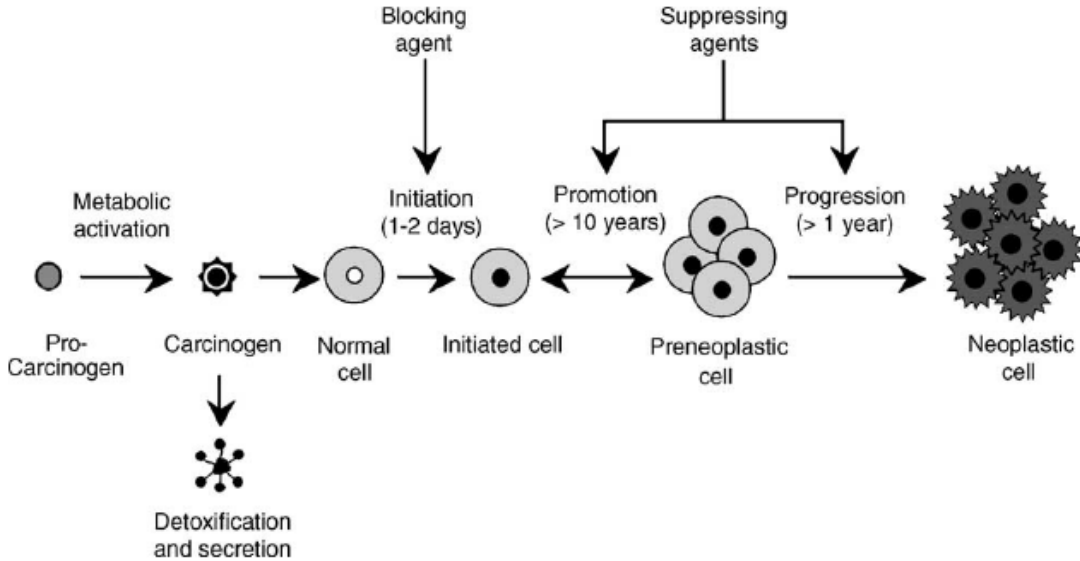 Blocking
agent
Suppressing
agents
Metabolic
activation
Initiation
(1-2 days)
Promotion
(> 10 years)
Progression
(> 1 year)
Pro-
Carcinogen
Carcinogen
Normal
cell
Initiated cell
Preneoplastic
cell
Neoplastic
cell
Detoxification
and secretion